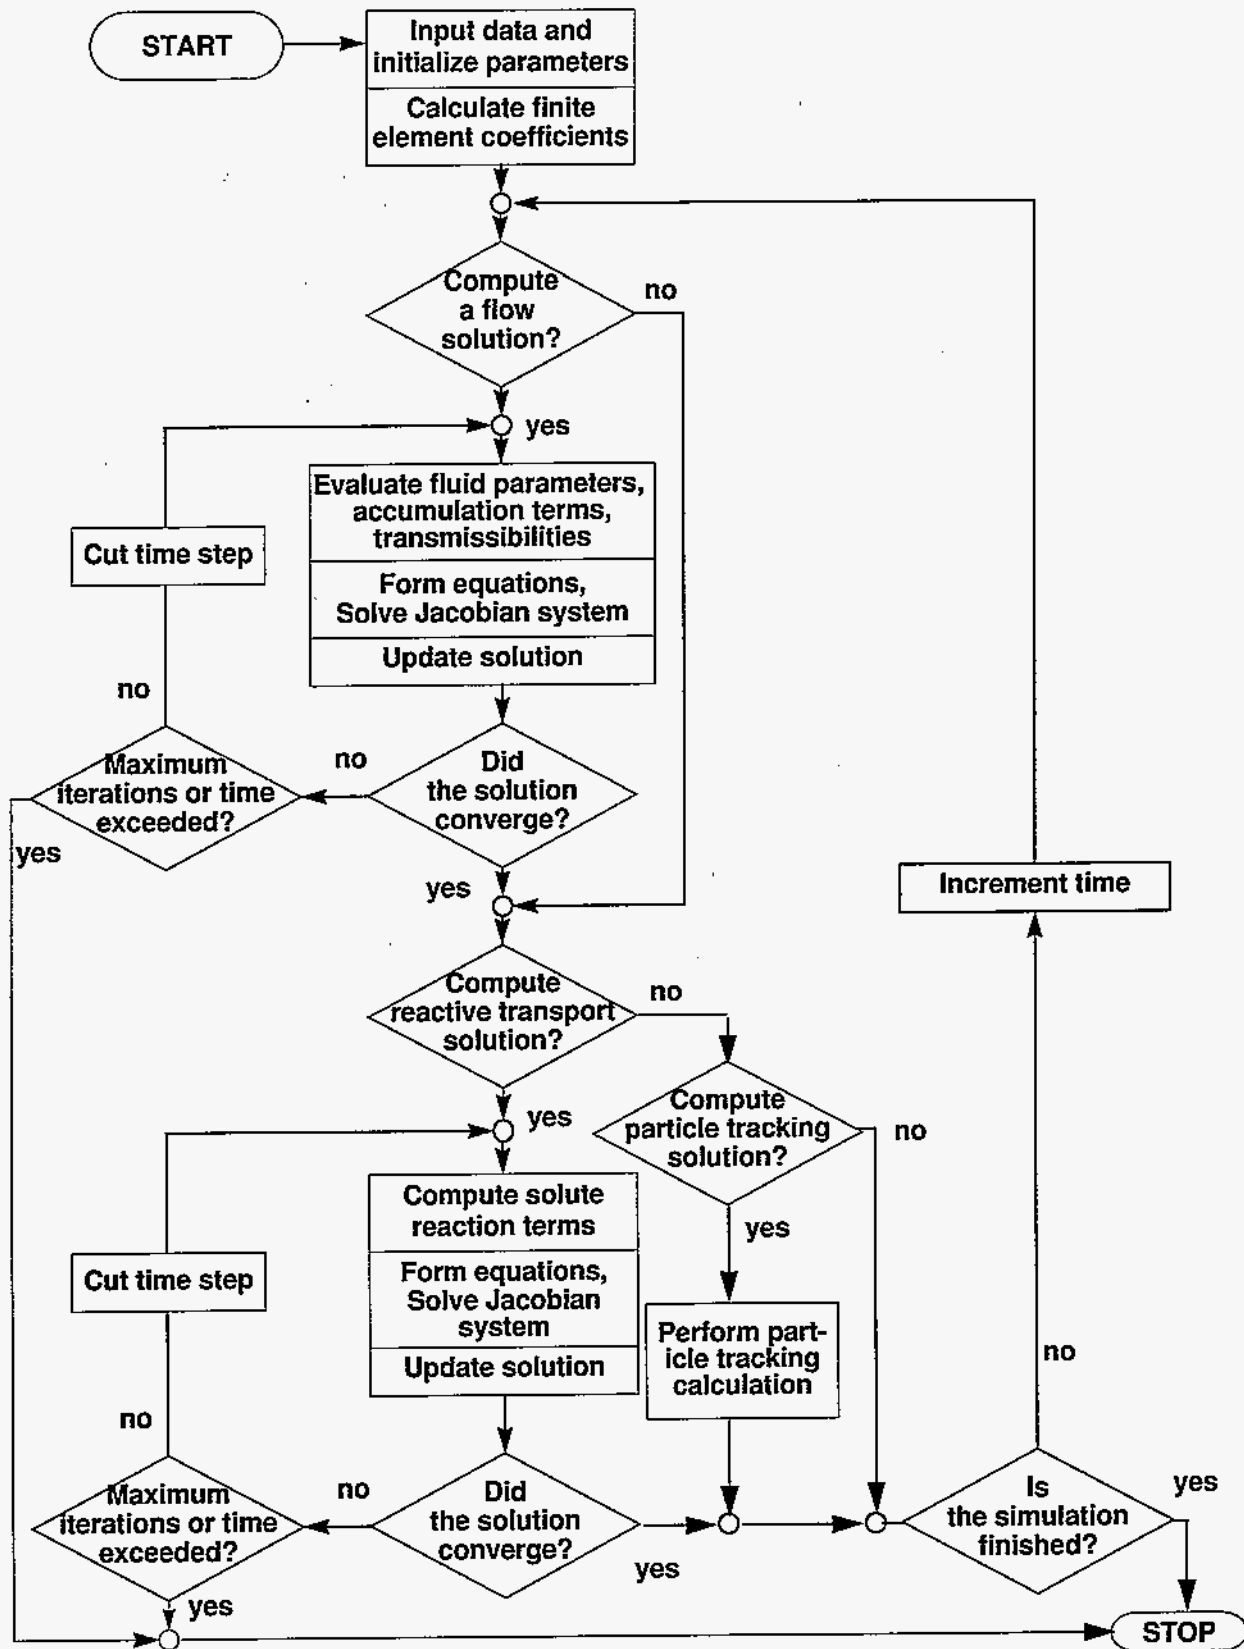 START
Input data and
initialize parameters
Calculate finite
element coefficients
Compute
a flow
solution?
no
yes
Evaluate fluid parameters,
accumulation terms,
transmissibilities
Cut time step
Form equations,
Solve Jacobian system
Update solution
no
Maximum
iterations or time
exceeded?
no
Did
the solution
converge?
yes
yes
Increment time
Compute
reactive transport
solution?
no
yes
Compute
particle tracking
solution?
no
Compute solute
reaction terms
yes
Cut time step
Form equations,
Solve Jacobian
system
Perform part-
icle tracking
calculation
Update solution
no
no
Maximum
iterations or time
exceeded?
no
Did
the solution
converge?
yes
Is
the simulation
finished?
yes
yes
STOP